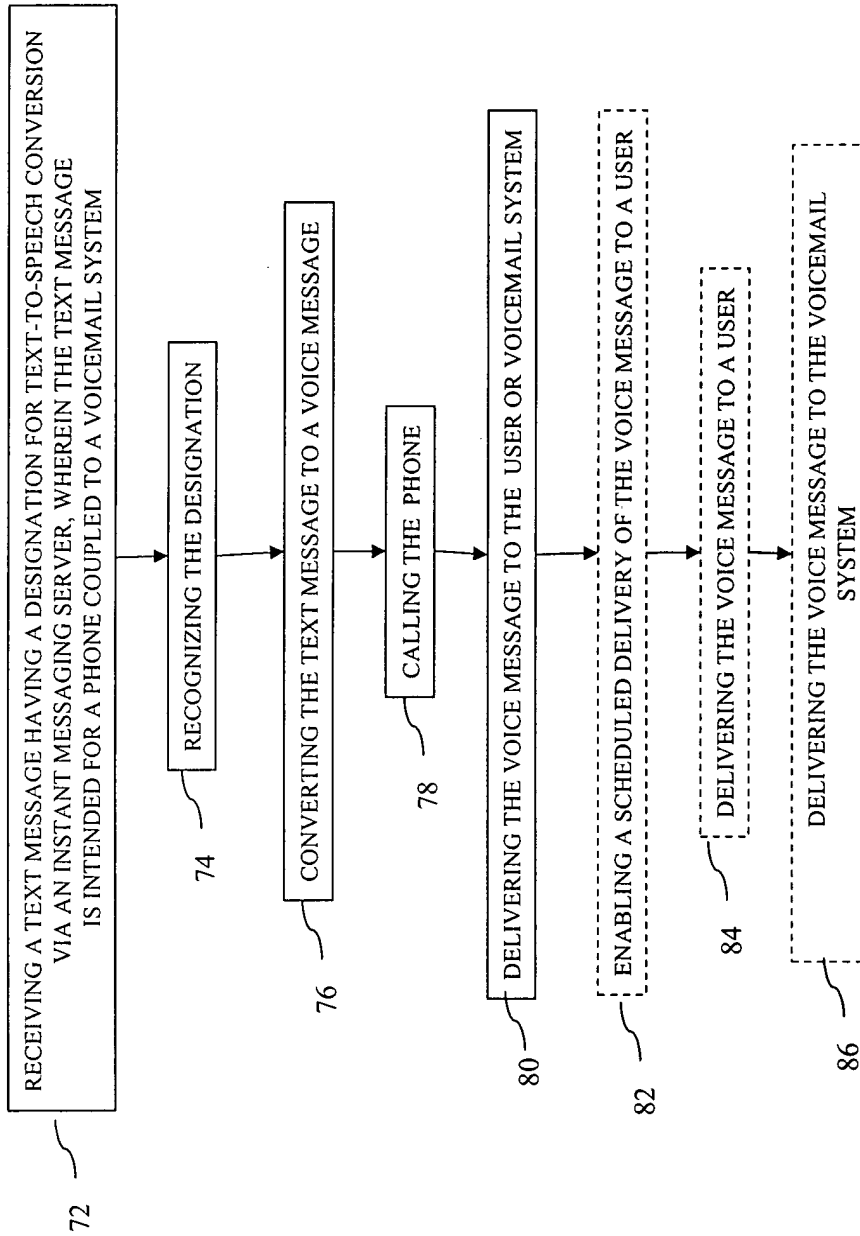 RECEIVING A TEXT MESSAGE HAVING A DESIGNATION FOR TEXT-TO-SPEECH CONVERSION
VIA AN INSTANT MESSAGING SERVER, WHEREIN THE TEXT MESSAGE
IS INTENDED FOR A PHONE COUPLED TO A VOICEMAIL SYSTEM
72
RECOGNIZING THE DESIGNATION
74
CONVERTING THE TEXT MESSAGE TO A VOICE MESSAGE
76
CALLING THE PHONE
78
DELIVERING THE VOICE MESSAGE TO THE USER OR VOICEMAIL SYSTEM
80
ENABLING A SCHEDULED DELIVERY OF THE VOICE MESSAGE TO A USER
82
DELIVERING THE VOICE MESSAGE TO A USER
84
DELIVERING THE VOICE MESSAGE TO THE VOICEMAIL
SYSTEM
86